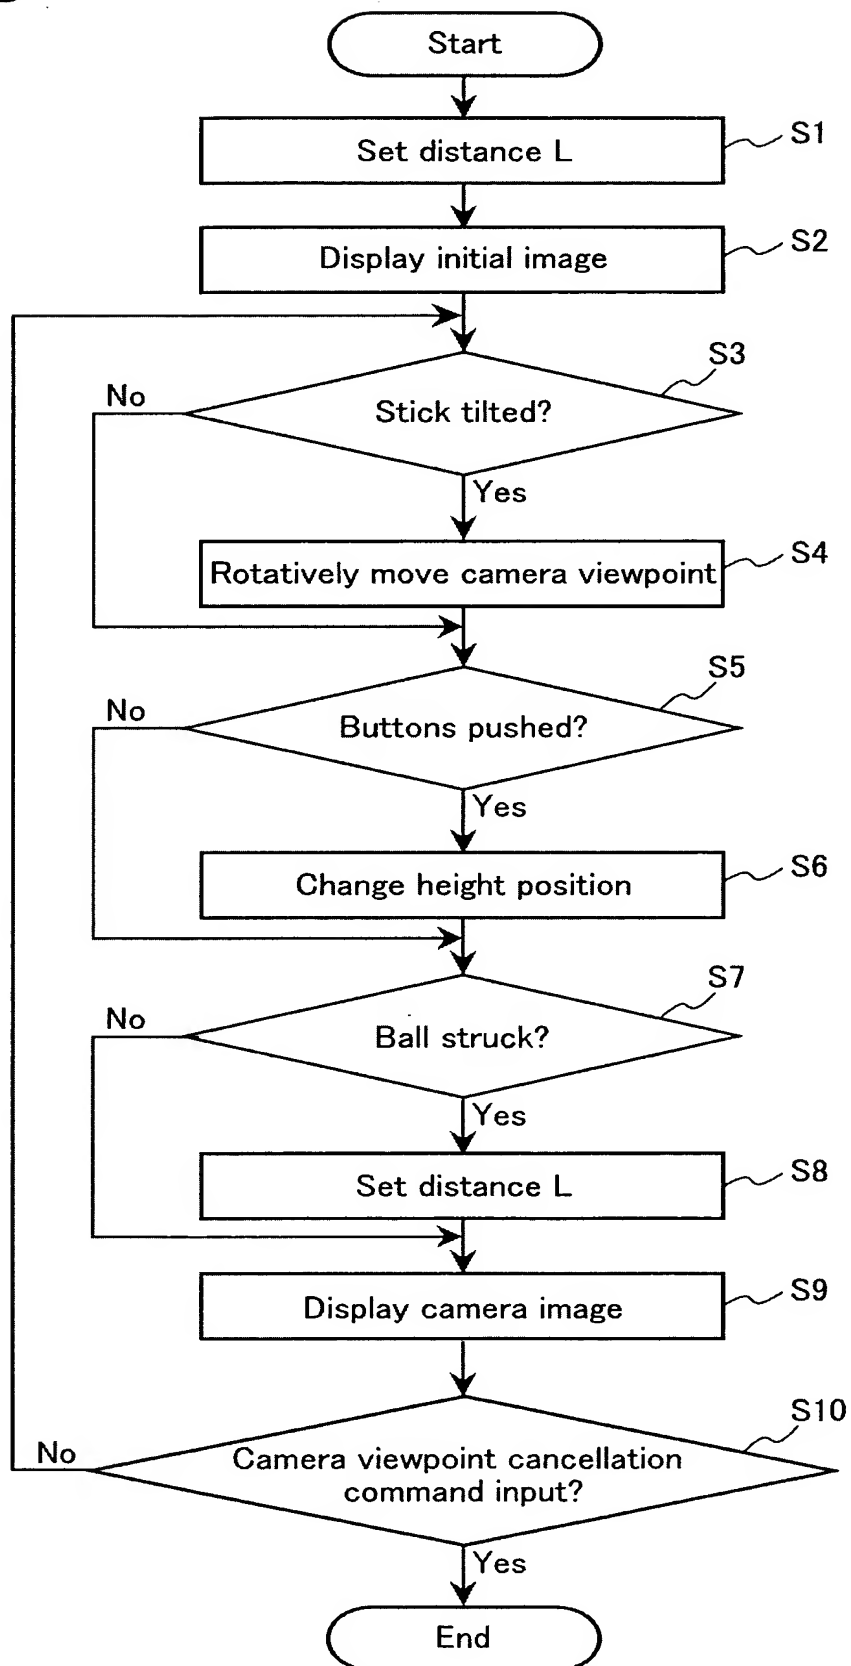 Start
Set distance L
S1
Display initial image
S2
Stick tilted?
S3
No
Yes
Rotatively move camera viewpoint
S4
Buttons pushed?
S5
No
Yes
Change height position
S6
Ball struck?
S7
No
Yes
Set distance L
S8
Display camera image
S9
Camera viewpoint cancellation
command input?
S10
No
Yes
End